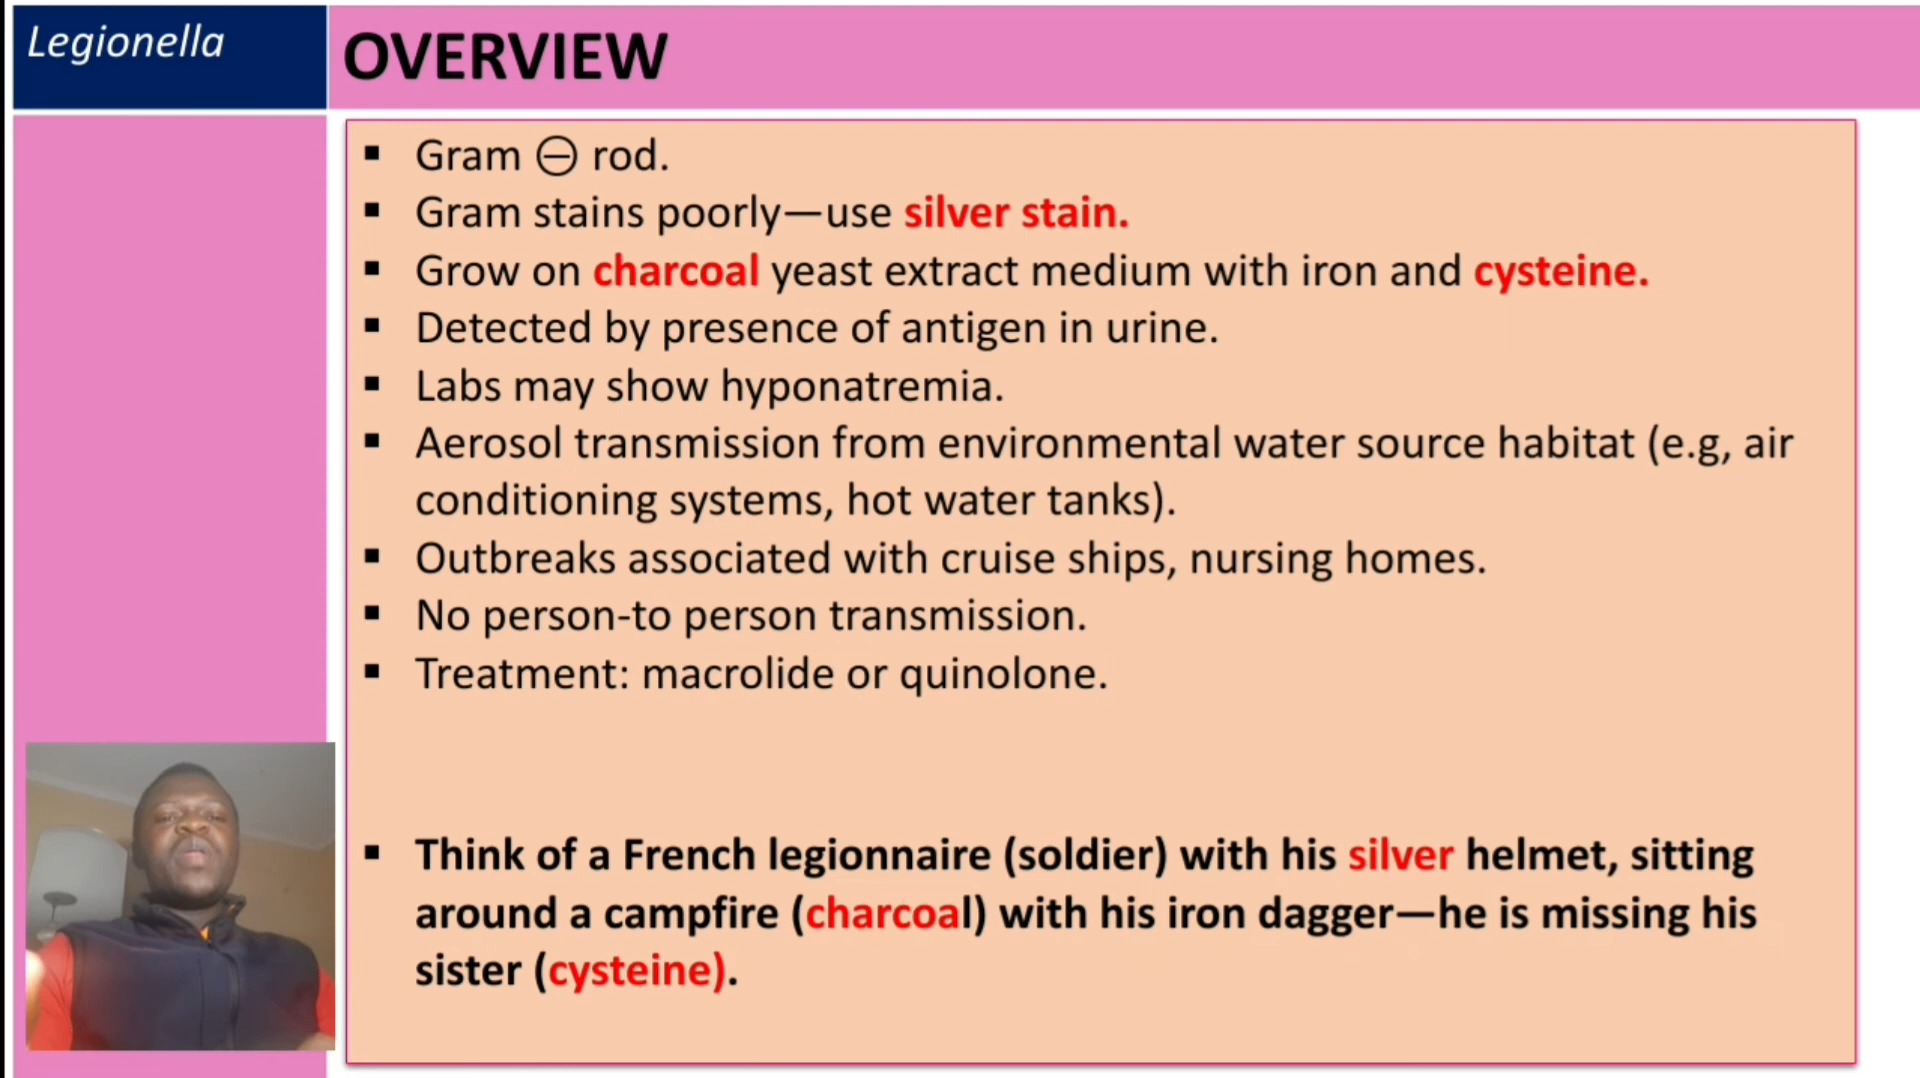 Legionella
OVERVIEW
▪ Gram ⊖ rod.
▪ Gram stains poorly—use silver stain.
▪ Grow on charcoal yeast extract medium with iron and cysteine.
▪ Detected by presence of antigen in urine.
▪ Labs may show hyponatremia.
▪ Aerosol transmission from environmental water source habitat (e.g, air
conditioning systems, hot water tanks).
▪ Outbreaks associated with cruise ships, nursing homes.
▪ No person-to person transmission.
▪ Treatment: macrolide or quinolone.
▪ Think of a French legionnaire (soldier) with his silver helmet, sitting
around a campfire (charcoal) with his iron dagger—he is missing his
sister (cysteine).